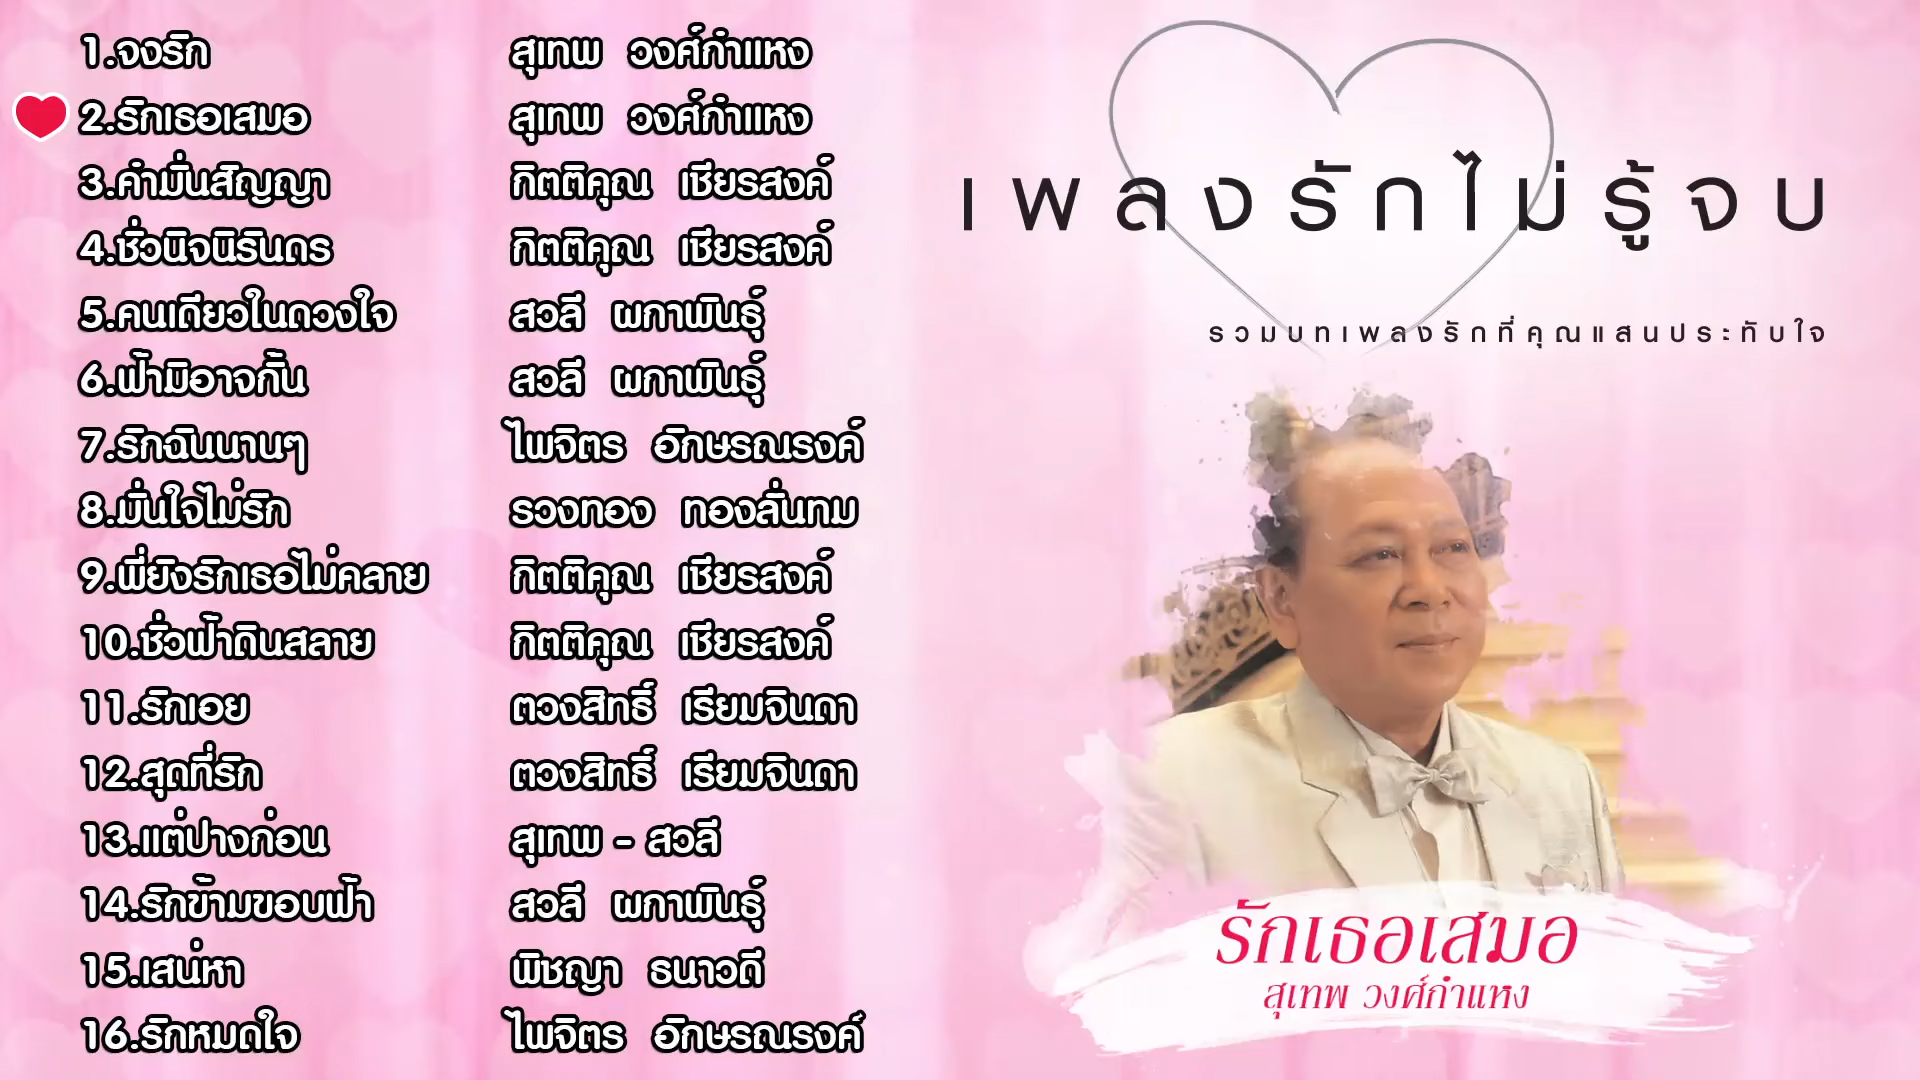 1.จงรัก สุเทพ วงศ์กำแหง
2.รักเธอเสมอ สุเทพ วงศ์กำแหง
3.คำมั่นสัญญา กิตติคุณ เชียรสงค์
4.ชั่วนิจนิรันดร กิตติคุณ เชียรสงค์
5.คนเดียวในดวงใจ สวลี ผกาพันธุ์
6.ฟ้ามิอาจกั้น สวลี ผกาพันธุ์
7.รักฉันนานๆ ไพจิตร อักษรณรงค์
8.มั่นใจไม่รัก รวงทอง ทองลั่นทม
9.พี่ยังรักเธอไม่คลาย กิตติคุณ เชียรสงค์
10.ชั่วฟ้าดินสลาย กิตติคุณ เชียรสงค์
11.รักเอย ตวงสิทธิ์ เรียมจินดา
12.สุดที่รัก ตวงสิทธิ์ เรียมจินดา
13.แต่ปางก่อน สุเทพ - สวลี
14.รักข้ามขอบฟ้า สวลี ผกาพันธุ์
15.เสน่หา พิชญา ธนาวดี
16.รักหมดใจ ไพจิตร อักษรณรงค์
เพลงรักไม่รู้จบ
รวมบทเพลงรักที่คุณแสนประทับใจ
รักเธอเสมอ
สุเทพ วงศ์กำแหง